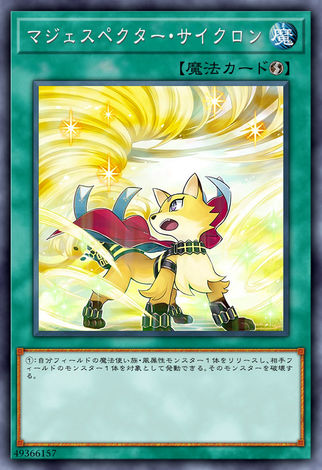 マジェスペクター・サイクロン
魔
【魔法カード】
①:自分フィールドの魔法使い族・風属性モンスター1体をリリースし、相手フ
ィールドのモンスター1体を対象として発動できる。そのモンスターを破壊す
る。
49366157